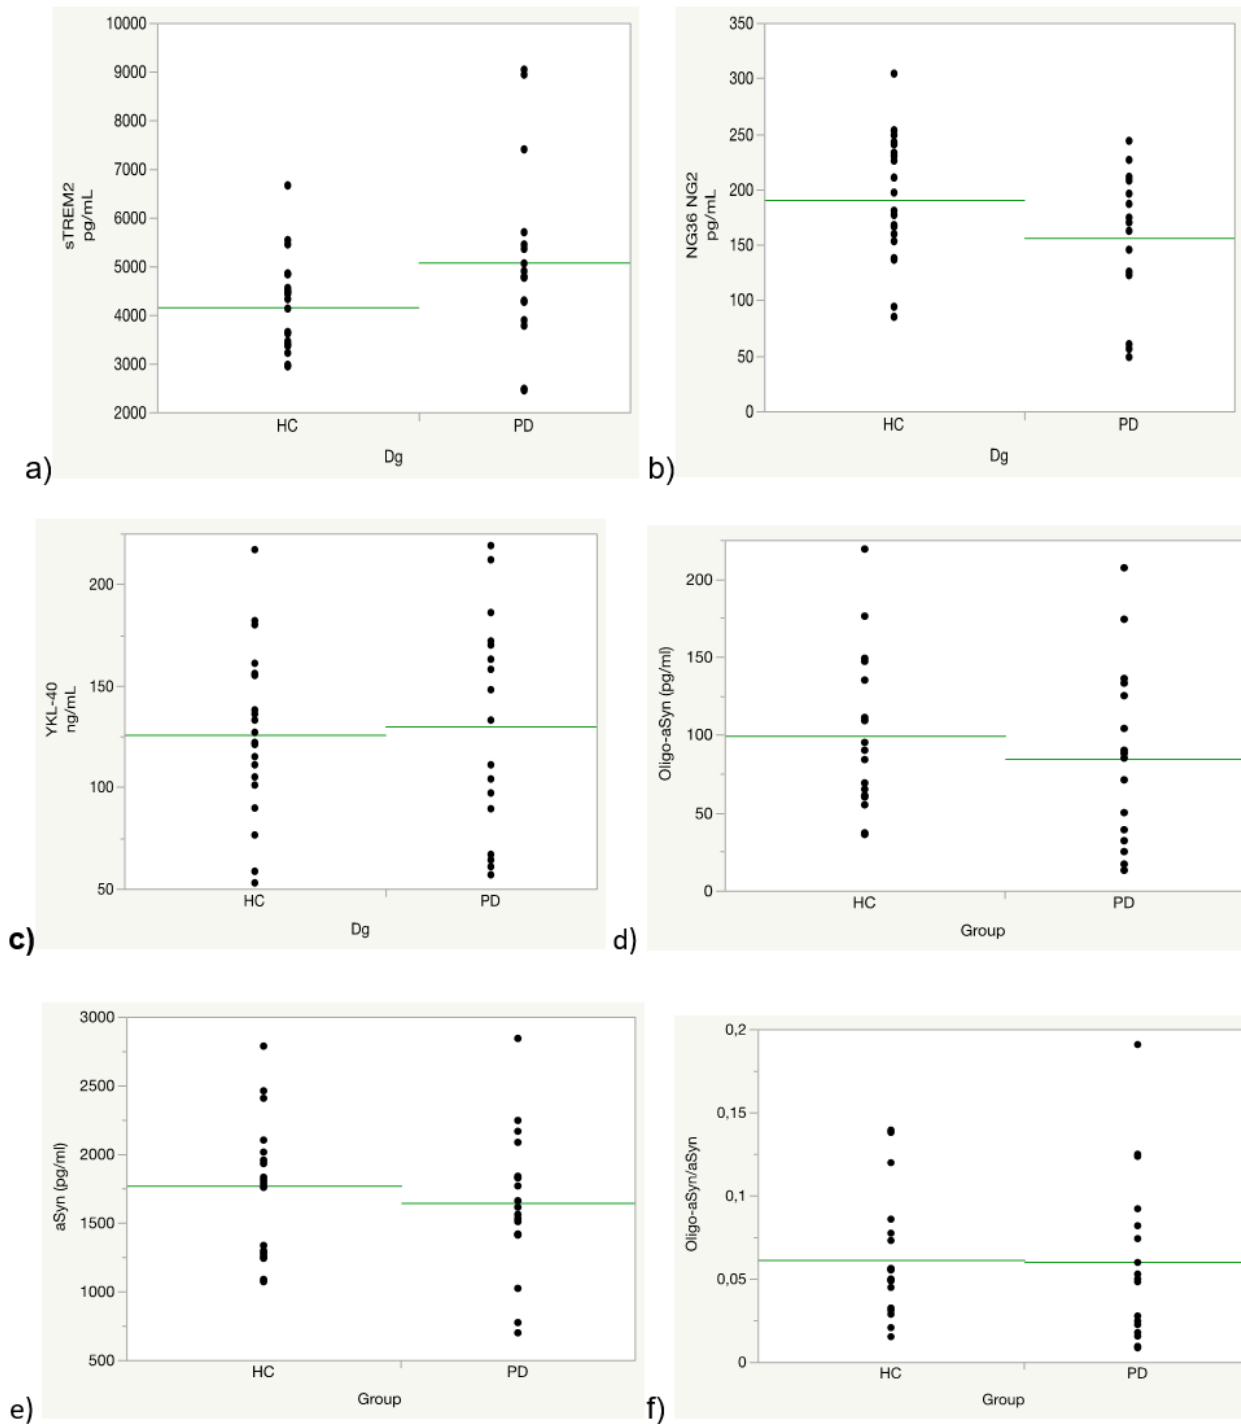 10000
9000
8000
7000
6000
5000
4000
3000
2000
sTREM2
pg/mL
HC PD
Dg
a)
350
300
250
200
150
100
50
0
NG36 NG2
pg/mL
HC PD
Dg
b)
200
150
100
50
YKL-40
ng/mL
HC PD
Dg
c)
200
150
100
50
0
Oligo-aSyn (pg/ml)
HC PD
Group
d)
3000
2500
2000
1500
1000
500
aSyn (pg/ml)
HC PD
Group
e)
0,2
0,15
0,1
0,05
0
Oligo-aSyn/aSyn
HC PD
Group
f)